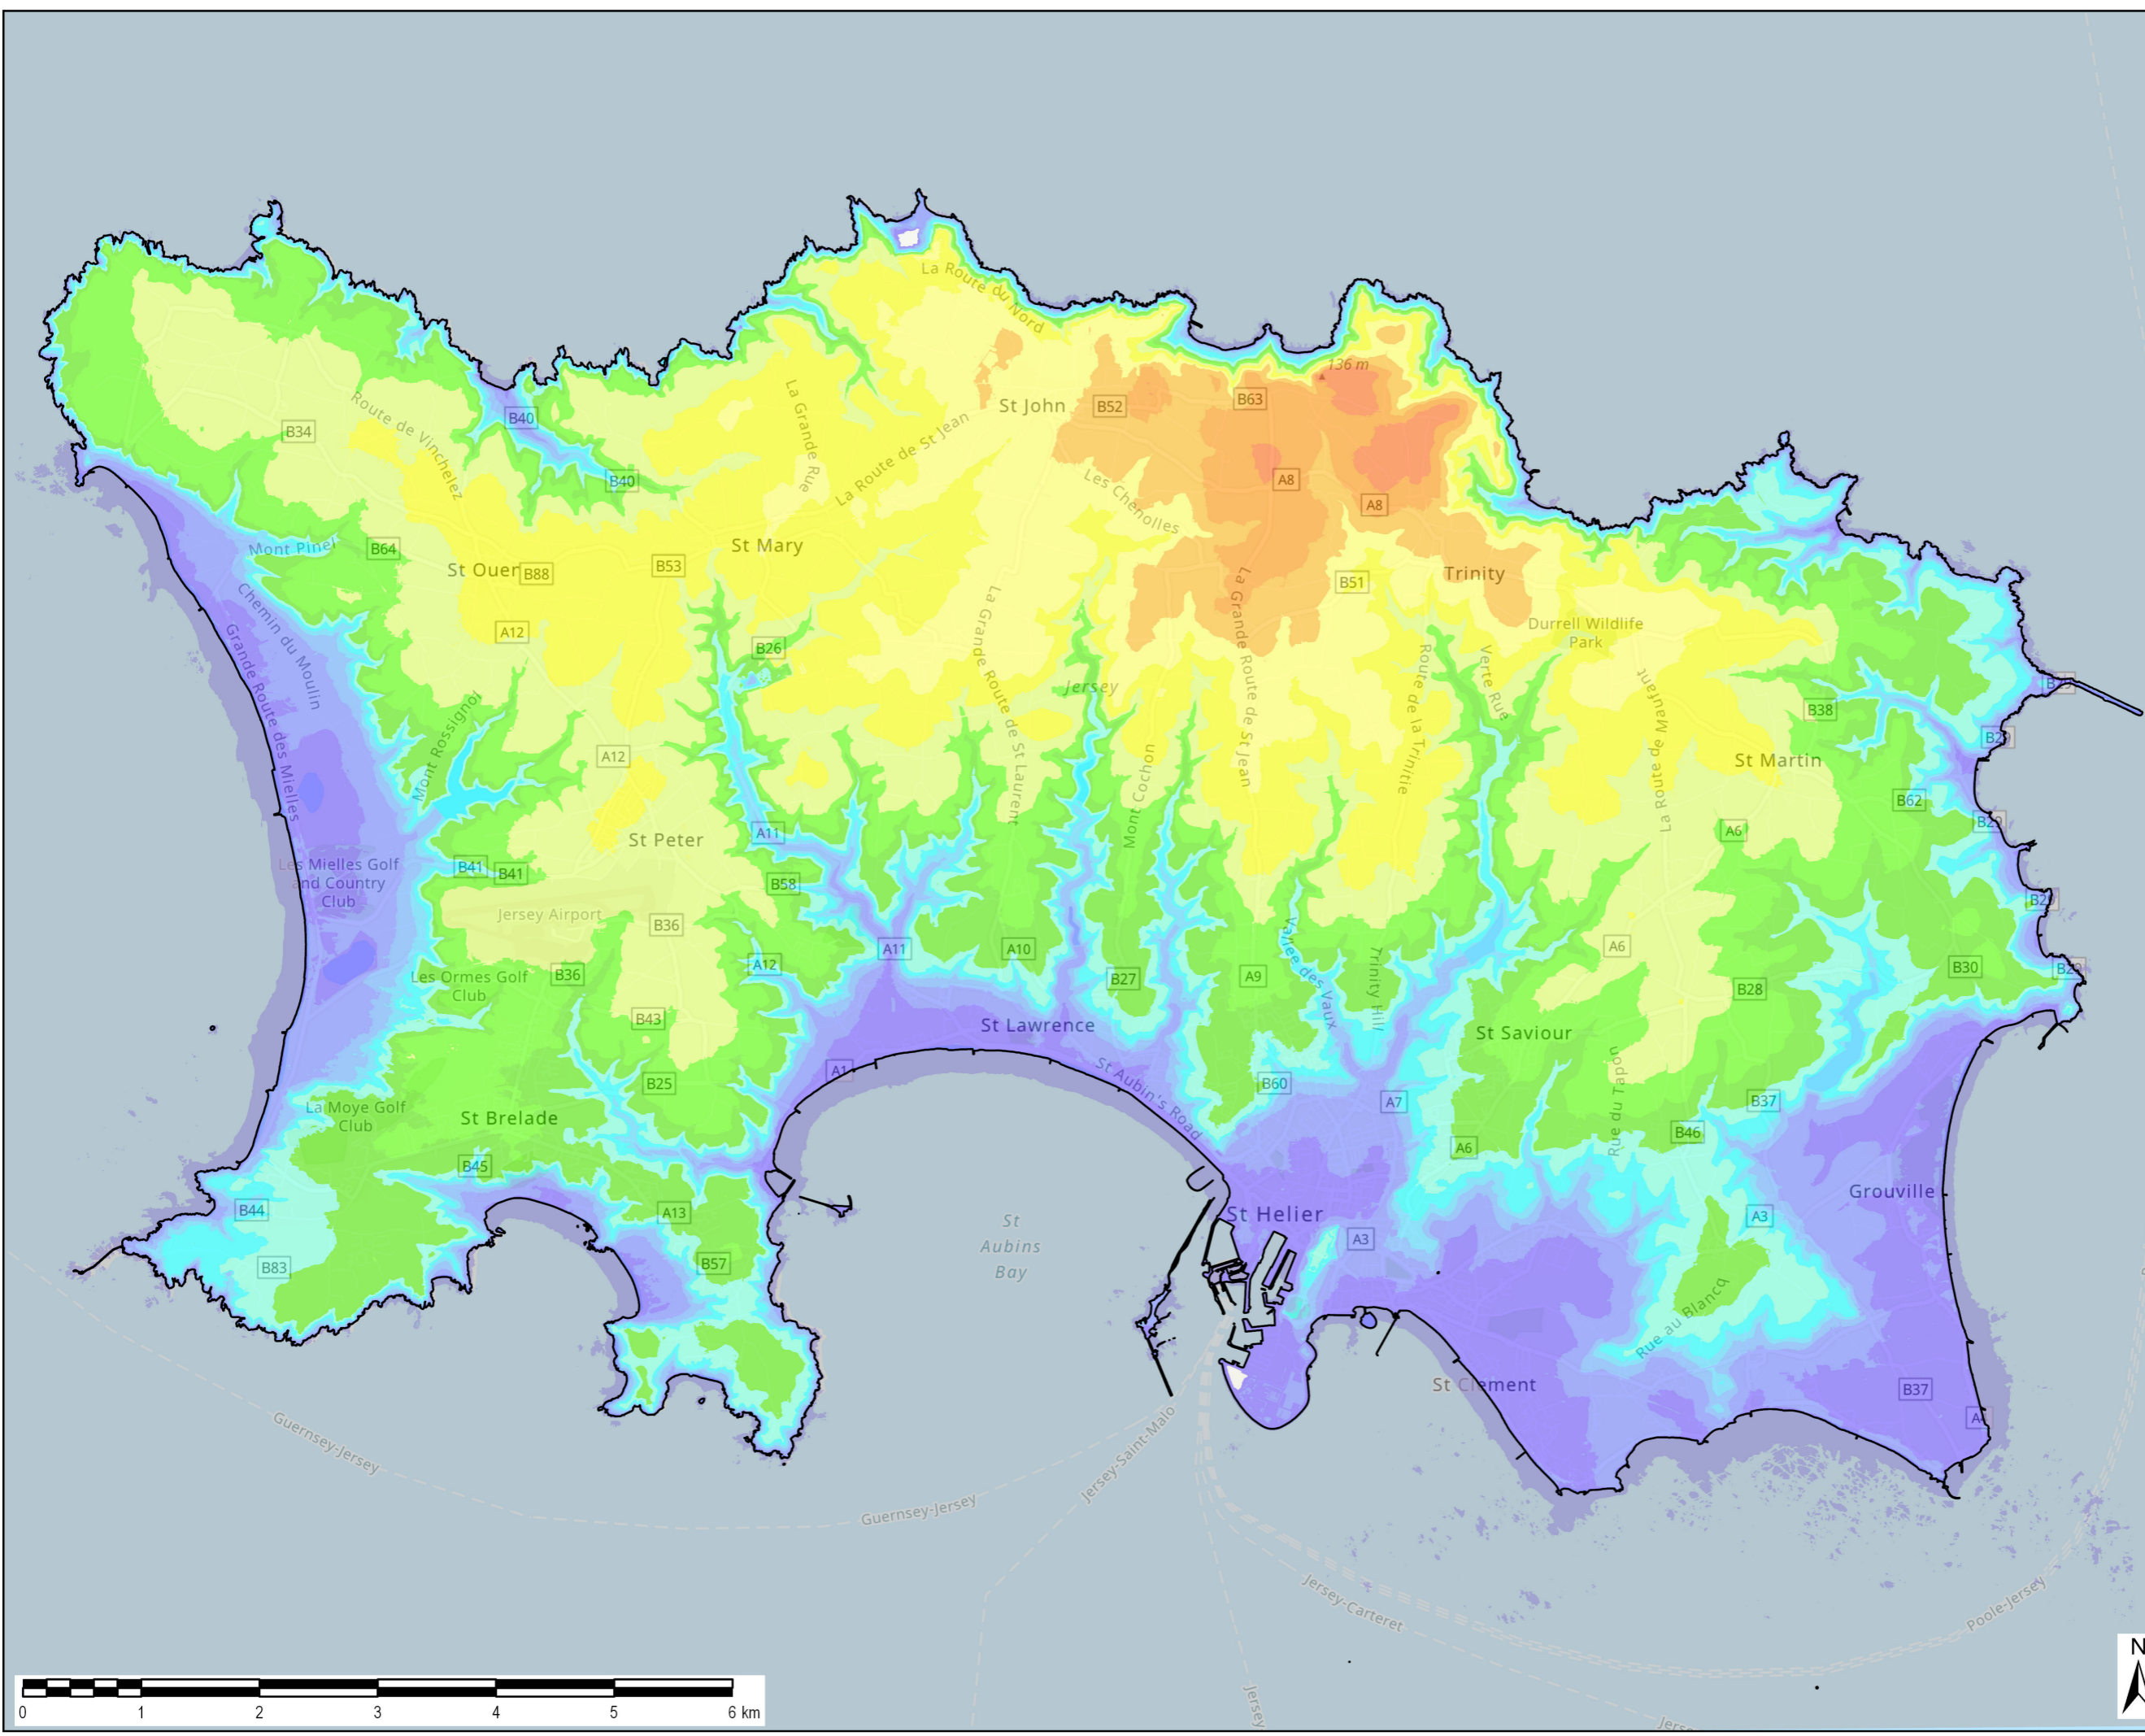 La Route du Nord
136 m
B34
Route de Vinchelez
B40
B40
La Grande Rue
La Route de St Jean
St John
B52
B63
Les Chenolles
A8
A8
Mont Pinel
B64
St Ouen
B88
B53
St Mary
B51
Trinity
Chemin du Moulin
A12
B26
Durrell Wildlife
Park
Grande Route des Mielles
Mont Rossignol
La Grande Route de St Laurent
Jersey
La Grande Route de St Jean
Route de la Trinitie
Verte Rue
La Route de Maufant
B38
B29
A12
Mont Cochon
St Martin
B62
B29
St Peter
A11
A6
Les Mielles Golf
and Country
Club
B41
B41
B58
Jersey Airport
B36
A12
A11
A10
B27
A9
Vallee des Vaux
Trinity Hill
A6
B28
B30
B29
Les Ormes Golf
Club
B36
B43
St Lawrence
St Saviour
A1
St Aubin's Road
B25
B60
A7
Rue du Tapon
B37
La Moye Golf
Club
St Brelade
B45
A6
B46
B44
A13
St Helier
A3
A3
Grouville
B83
B57
St
Aubins
Bay
Rue au Blancq
St Clement
B37
Guernsey-Jersey
Guernsey-Jersey
Jersey-Saint-Malo
Jersey-Carteret
Poole-Jersey
Jersey
0 1 2 3 4 5 6 km
N